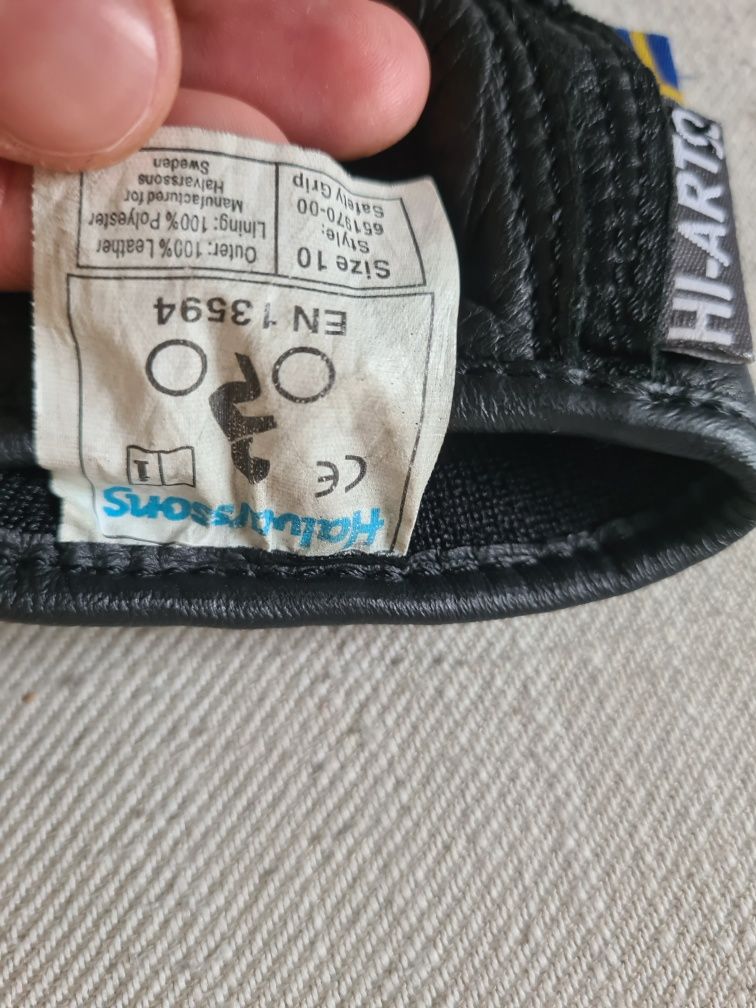 Halvarssons
CE
1
EN 13594
Size 10
Style:
651970-00
Safety Grip
Outer: 100% Leather
Lining: 100% Polyester
Manufactured for
Halvarssons
Sweden
HI-ART